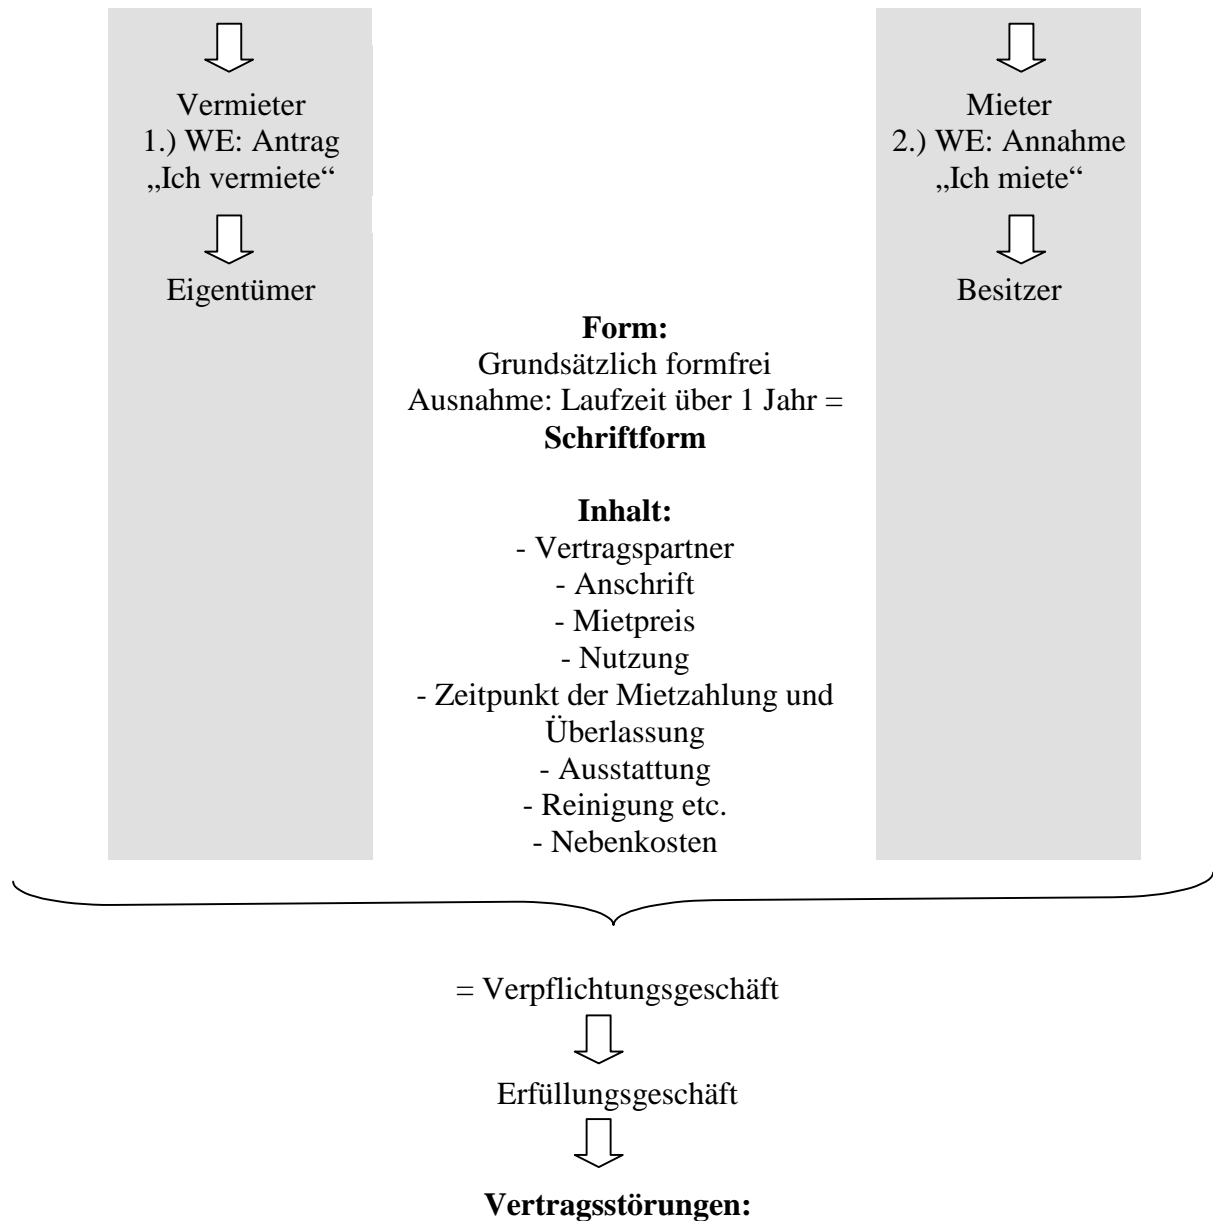 Vermieter
1.) WE: Antrag
„Ich vermiete“
Eigentümer
Mieter
2.) WE: Annahme
„Ich miete“
Besitzer
Form:
Grundsätzlich formfrei
Ausnahme: Laufzeit über 1 Jahr =
Schriftform
Inhalt:
- Vertragspartner
- Anschrift
- Mietpreis
- Nutzung
- Zeitpunkt der Mietzahlung und
Überlassung
- Ausstattung
- Reinigung etc.
- Nebenkosten
= Verpflichtungsgeschäft
Erfüllungsgeschäft
Vertragsstörungen: